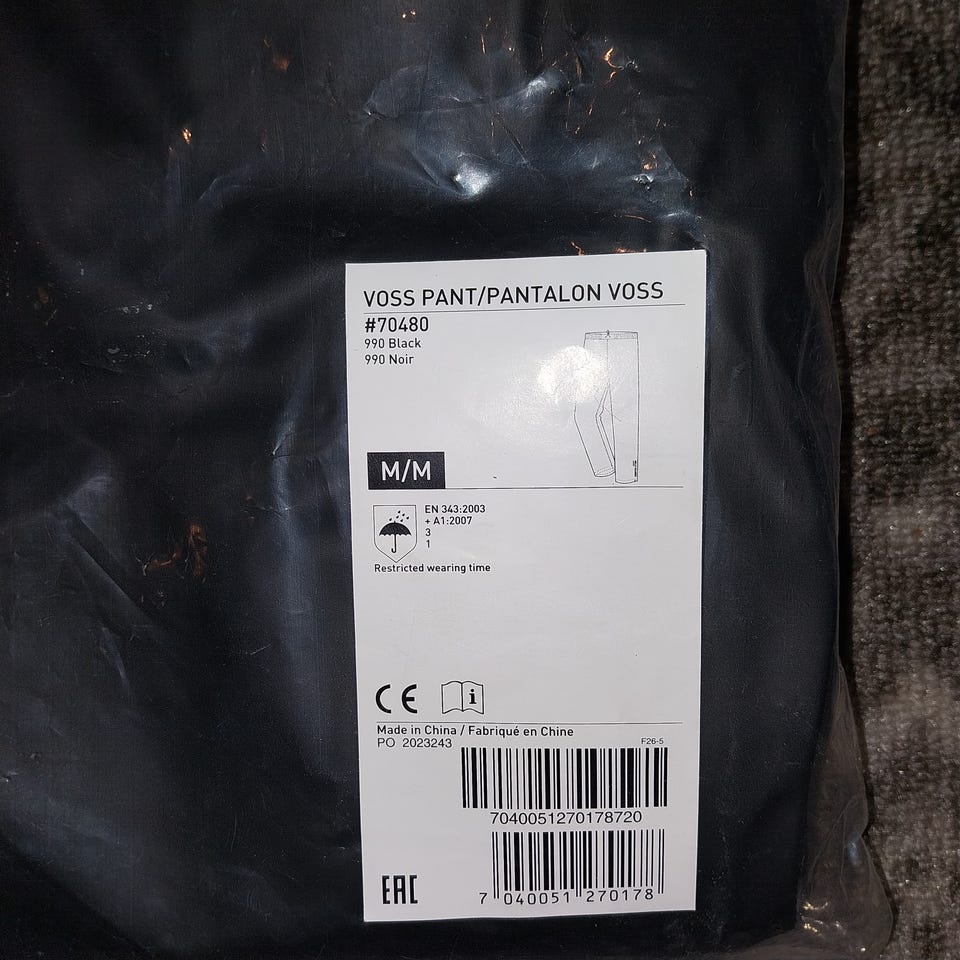 VOSS PANT/PANTALON VOSS
#70480
990 Black
990 Noir
M/M
EN 343:2003
+ A1:2007
3
1
Restricted wearing time
CE
i
Made in China / Fabriqué en Chine
PO 2023243
F26-5
7040051270178720
EAC
7 040051 270178